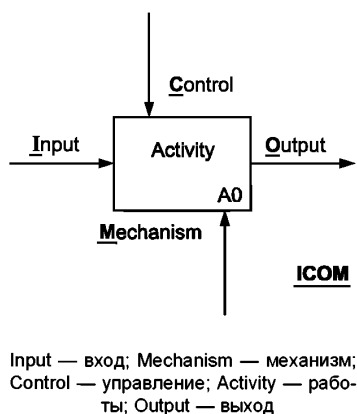 Control
Input
Activity
Output
A0
Mechanism
ICOM
Input — вход; Mechanism — механизм;
Control — управление; Activity — рабо-
ты; Output — выход